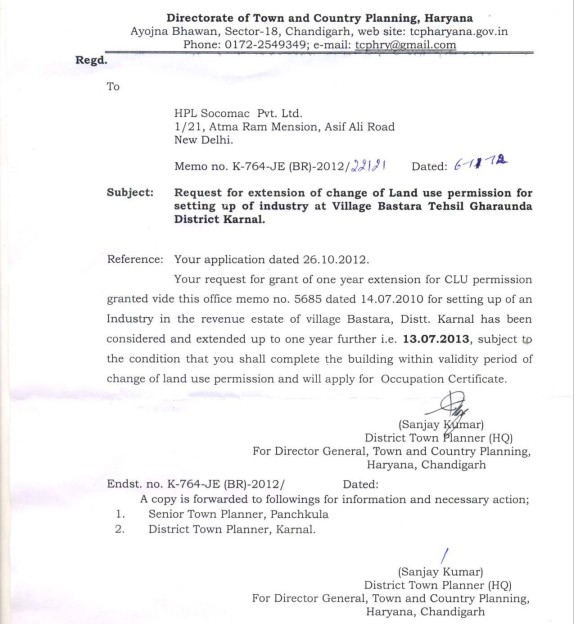 Directorate of Town and Country Planning, Haryana
Ayojna Bhawan, Sector-18, Chandigarh, web site: tcpharyana.gov.in
Phone: 0172-2549349; e-mail: tcphry@gmail.com
Regd.
To
HPL Socomac Pvt. Ltd.
1/21, Atma Ram Mension, Asif Ali Road
New Delhi.
Memo no. K-764-JE (BR)-2012/22121 Dated: 6-11-12
Subject: Request for extension of change of Land use permission for
setting up of industry at Village Bastara Tehsil Gharaunda
District Karnal.
Reference: Your application dated 26.10.2012.
Your request for grant of one year extension for CLU permission
granted vide this office memo no. 5685 dated 14.07.2010 for setting up of an
Industry in the revenue estate of village Bastara, Distt. Karnal has been
considered and extended up to one year further i.e. 13.07.2013, subject to
the condition that you shall complete the building within validity period of
change of land use permission and will apply for Occupation Certificate.
(Sanjay Kumar)
District Town Planner (HQ)
For Director General, Town and Country Planning,
Haryana, Chandigarh
Endst. no. K-764-JE (BR)-2012/ Dated:
A copy is forwarded to followings for information and necessary action;
1. Senior Town Planner, Panchkula
2. District Town Planner, Karnal.
(Sanjay Kumar)
District Town Planner (HQ)
For Director General, Town and Country Planning,
Haryana, Chandigarh